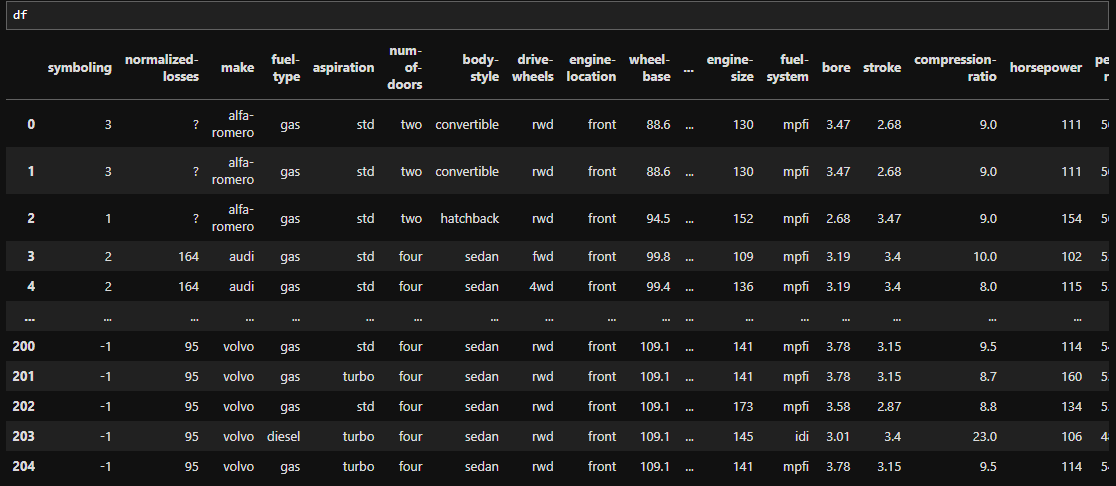 df
symboling normalized-losses make fuel-type aspiration num-of-doors body-style drive-wheels engine-location wheel-base ... engine-size fuel-system bore stroke compression-ratio horsepower
0 3 ? alfa-romero gas std two convertible rwd front 88.6 ... 130 mpfi 3.47 2.68 9.0 111
1 3 ? alfa-romero gas std two convertible rwd front 88.6 ... 130 mpfi 3.47 2.68 9.0 111
2 1 ? alfa-romero gas std two hatchback rwd front 94.5 ... 152 mpfi 2.68 3.47 9.0 154
3 2 164 audi gas std four sedan fwd front 99.8 ... 109 mpfi 3.19 3.4 10.0 102
4 2 164 audi gas std four sedan 4wd front 99.4 ... 136 mpfi 3.19 3.4 8.0 115
... ... ... ... ... ... ... ... ... ... ... ... ... ... ... ... ... ...
200 -1 95 volvo gas std four sedan rwd front 109.1 ... 141 mpfi 3.78 3.15 9.5 114
201 -1 95 volvo gas turbo four sedan rwd front 109.1 ... 141 mpfi 3.78 3.15 8.7 160
202 -1 95 volvo gas std four sedan rwd front 109.1 ... 173 mpfi 3.58 2.87 8.8 134
203 -1 95 volvo diesel turbo four sedan rwd front 109.1 ... 145 idi 3.01 3.4 23.0 106
204 -1 95 volvo gas turbo four sedan rwd front 109.1 ... 141 mpfi 3.78 3.15 9.5 114